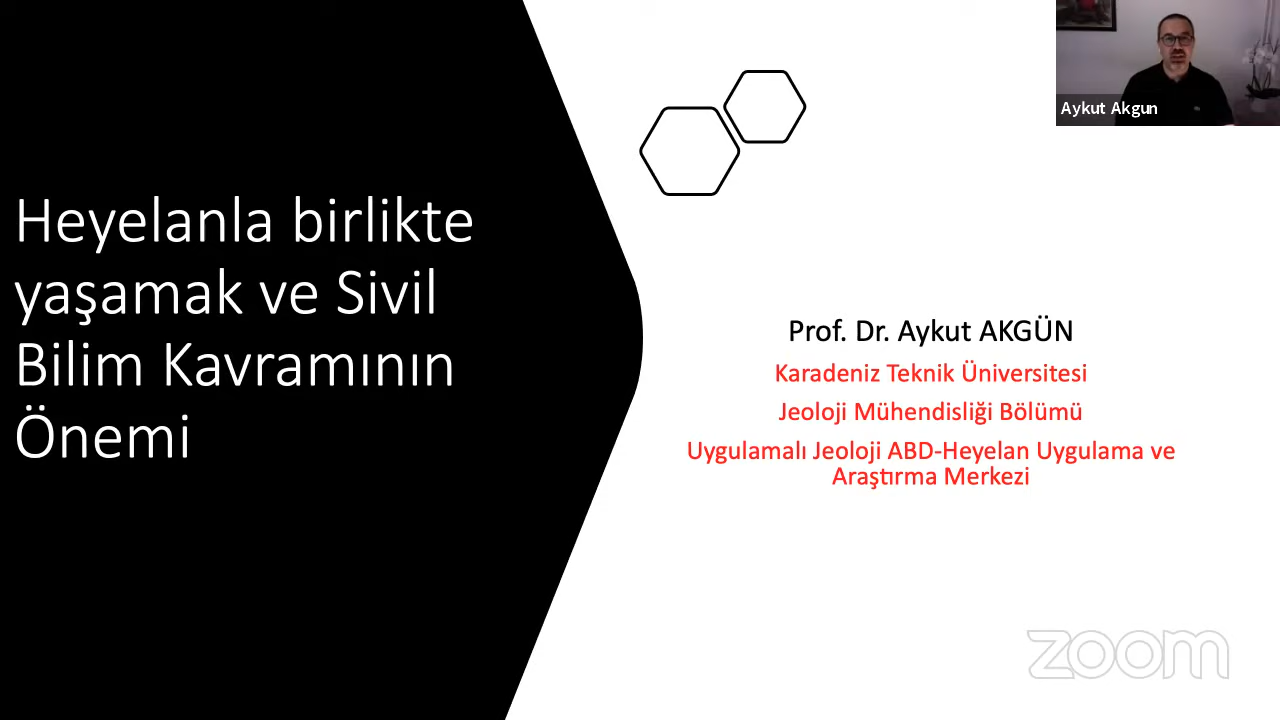 Heyelanla birlikte
yaşamak ve Sivil
Bilim Kavramının
Önemi
Aykut Akgun
Prof. Dr. Aykut AKGÜN
Karadeniz Teknik Üniversitesi
Jeoloji Mühendisliği Bölümü
Uygulamalı Jeoloji ABD-Heyelan Uygulama ve
Araştırma Merkezi
zoom